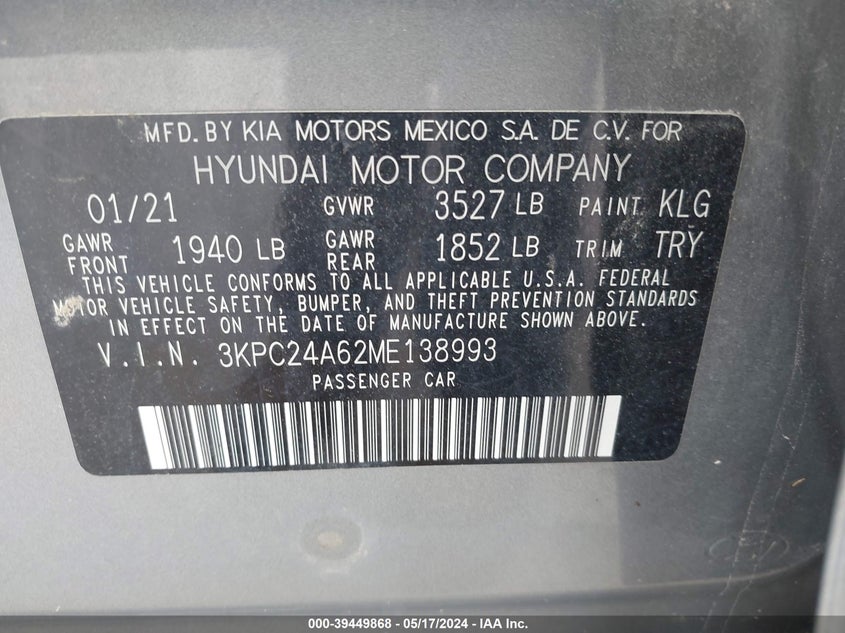 MFD. BY KIA MOTORS MEXICO S.A. DE C.V. FOR
HYUNDAI MOTOR COMPANY
01/21 GVWR 3527 LB PAINT KLG
GAWR FRONT 1940 LB GAWR REAR 1852 LB TRIM TRY
THIS VEHICLE CONFORMS TO ALL APPLICABLE U.S.A. FEDERAL
MOTOR VEHICLE SAFETY, BUMPER, AND THEFT PREVENTION STANDARDS
IN EFFECT ON THE DATE OF MANUFACTURE SHOWN ABOVE.
V.I.N. 3KPC24A62ME138993
PASSENGER CAR
000-39449868 - 05/17/2024 - IAA Inc.